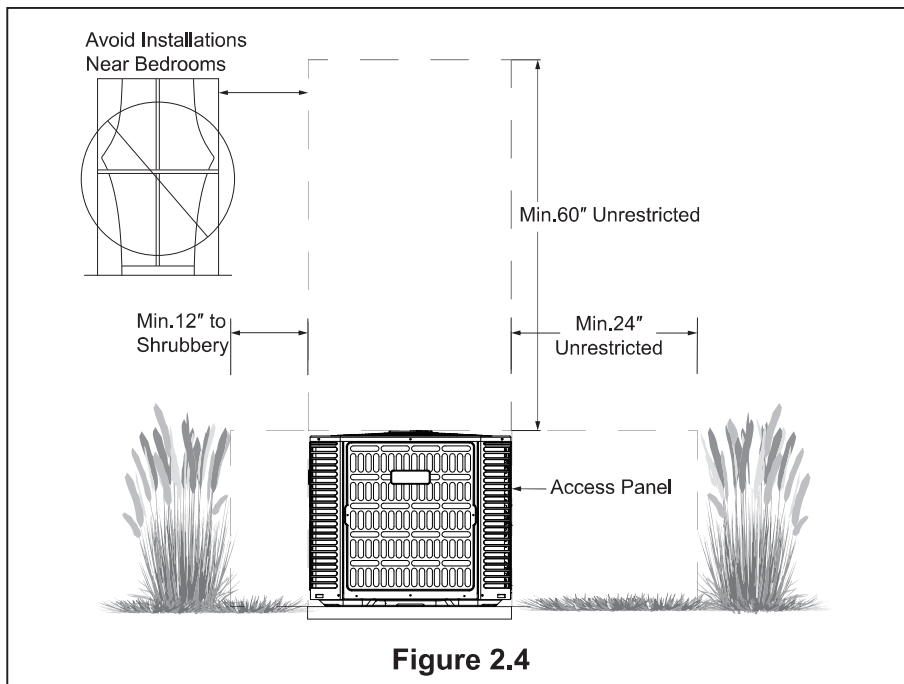 Avoid Installations
Near Bedrooms
Min.60″ Unrestricted
Min.12″ to
Shrubbery
Min.24″
Unrestricted
Access Panel
Figure 2.4